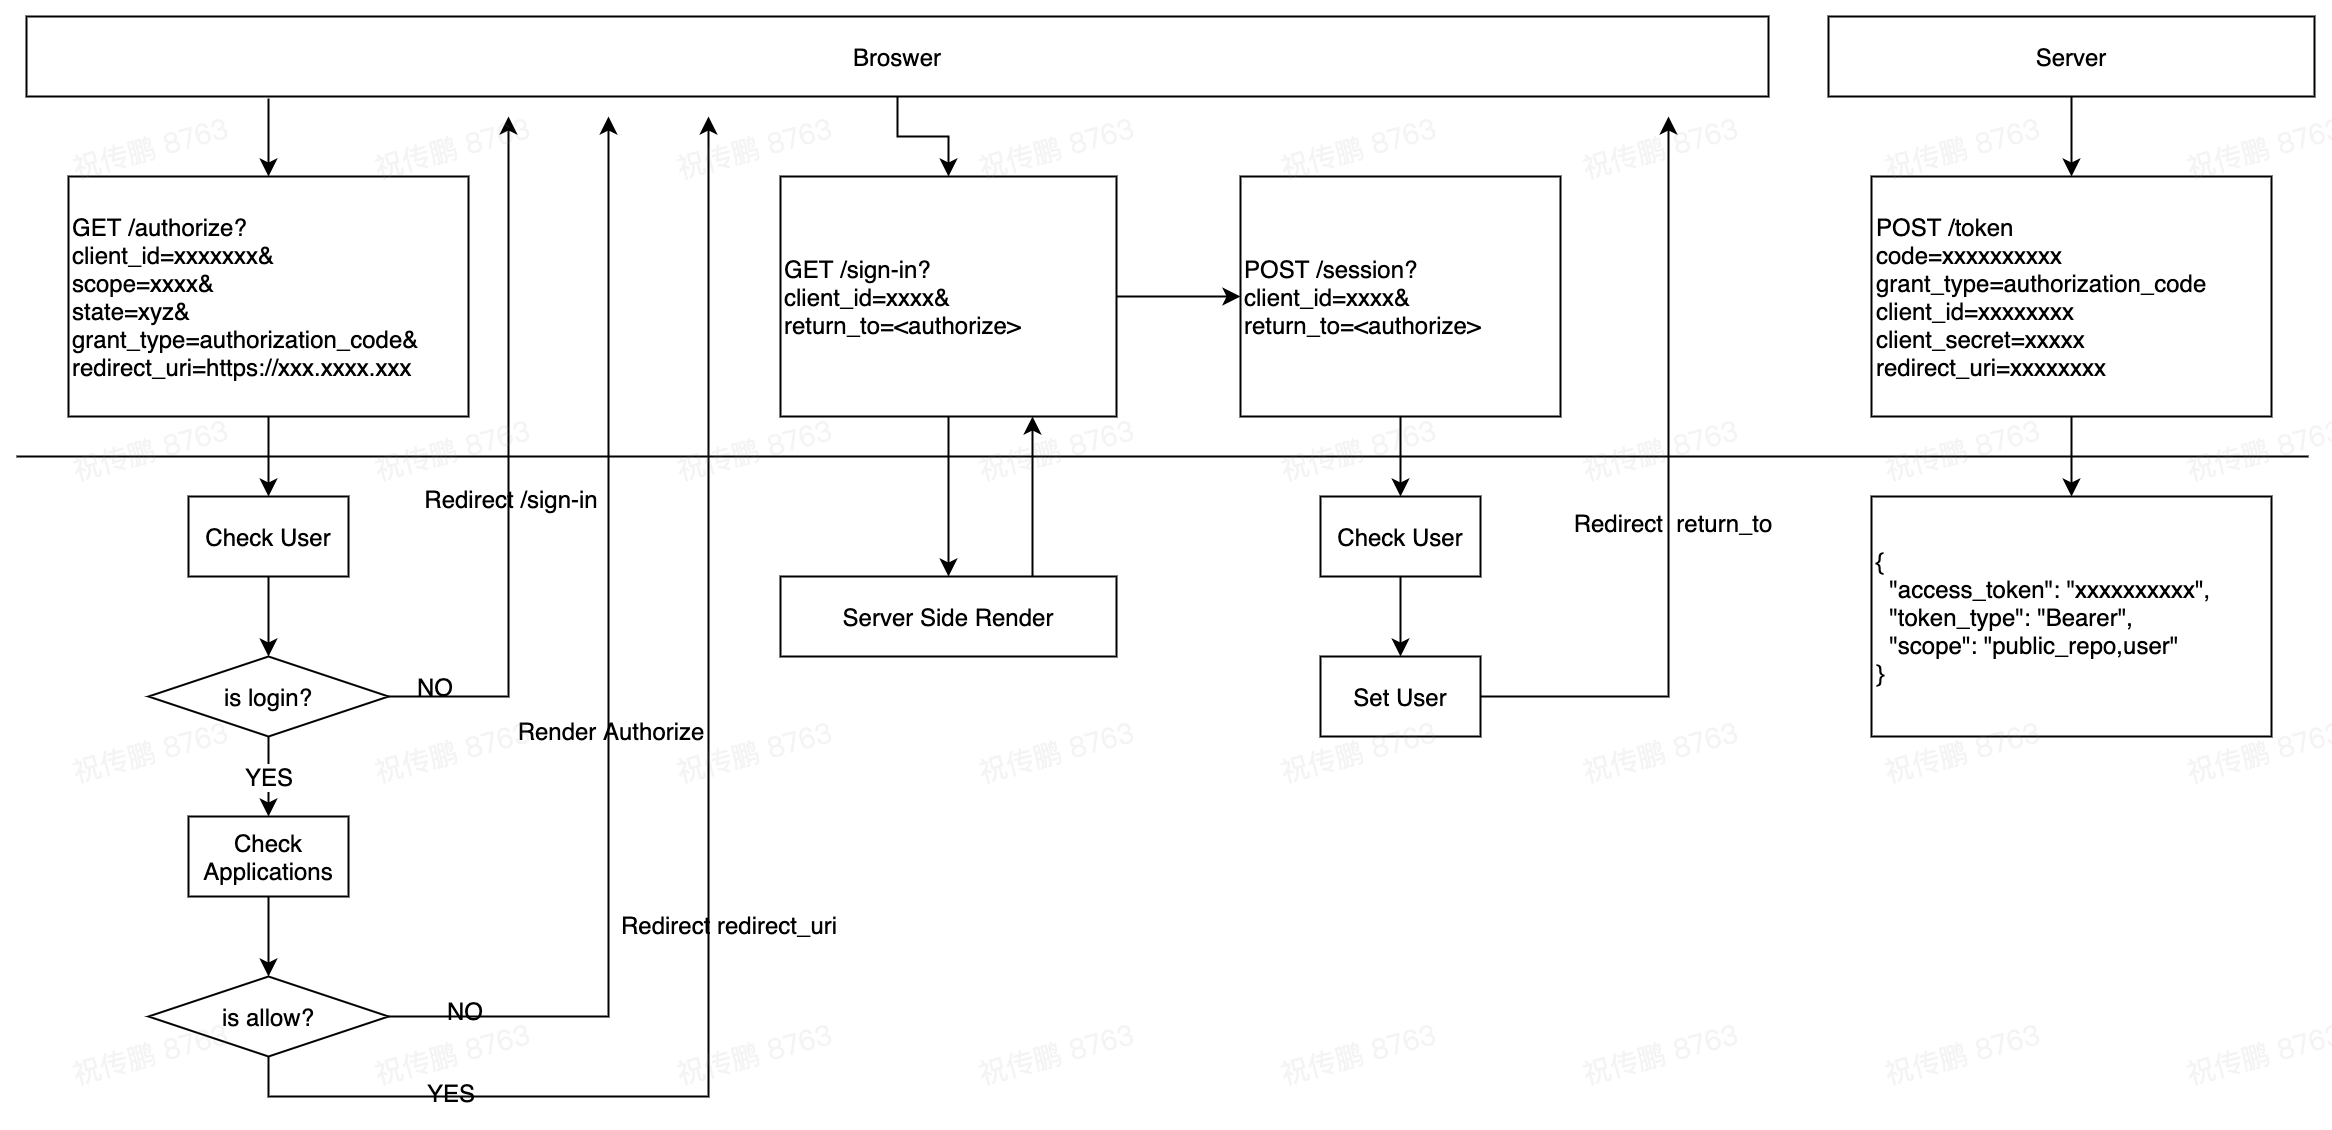 Broswer
Server
GET /authorize?
client_id=xxxxxxx&
scope=xxxx&
state=xyz&
grant_type=authorization_code&
redirect_uri=https://xxx.xxxx.xxx
GET /sign-in?
client_id=xxxx&
return_to=<authorize>
POST /session?
client_id=xxxx&
return_to=<authorize>
POST /token
code=xxxxxxxxxx
grant_type=authorization_code
client_id=xxxxxxxx
client_secret=xxxxx
redirect_uri=xxxxxxxx
Check User
Redirect /sign-in
is login?
NO
YES
Render Authorize
Check
Applications
Redirect redirect_uri
is allow?
NO
YES
Server Side Render
Check User
Set User
Redirect return_to
{
"access_token": "xxxxxxxxxx",
"token_type": "Bearer",
"scope": "public_repo,user"
}
祝传鹏 8763